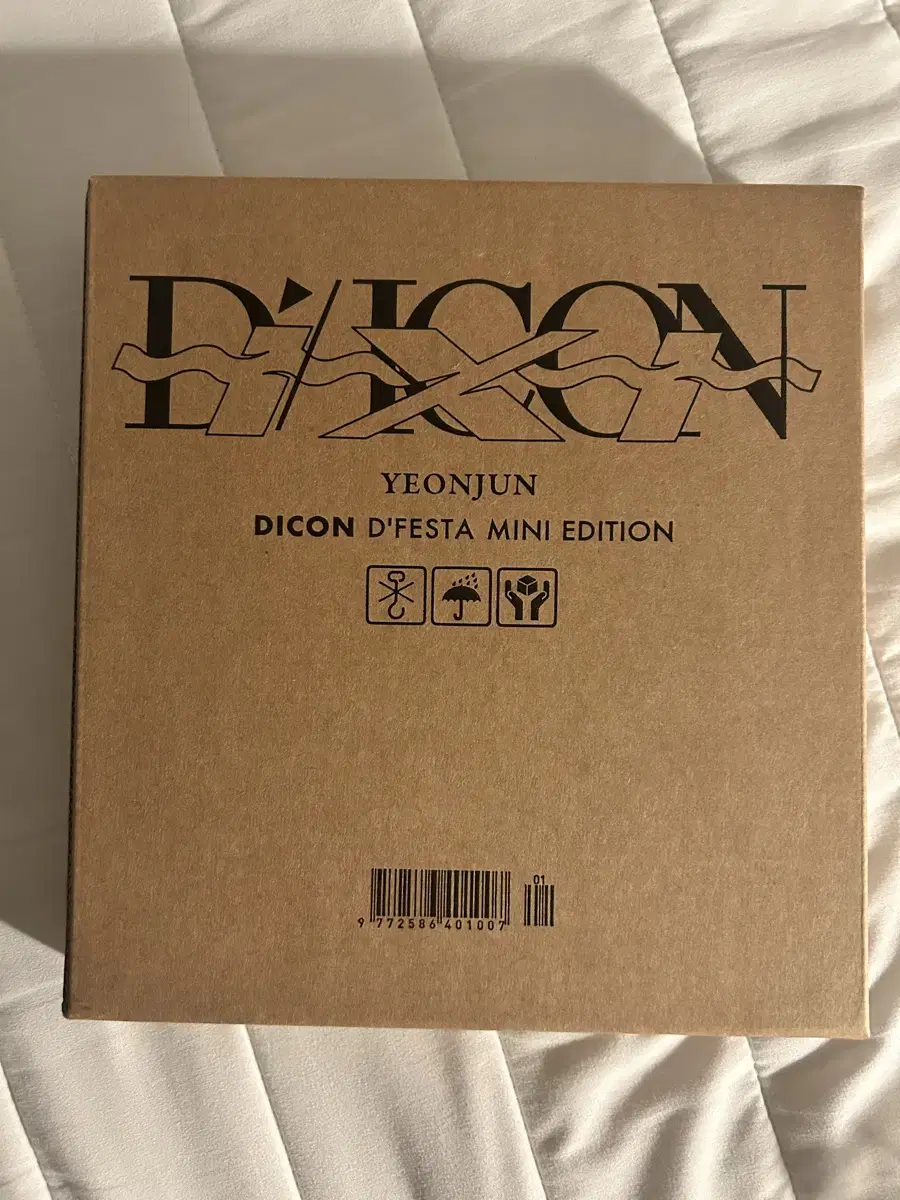 D'/ICON
YEONJUN
DICON D'FESTA MINI EDITION
01
9 772586 401007